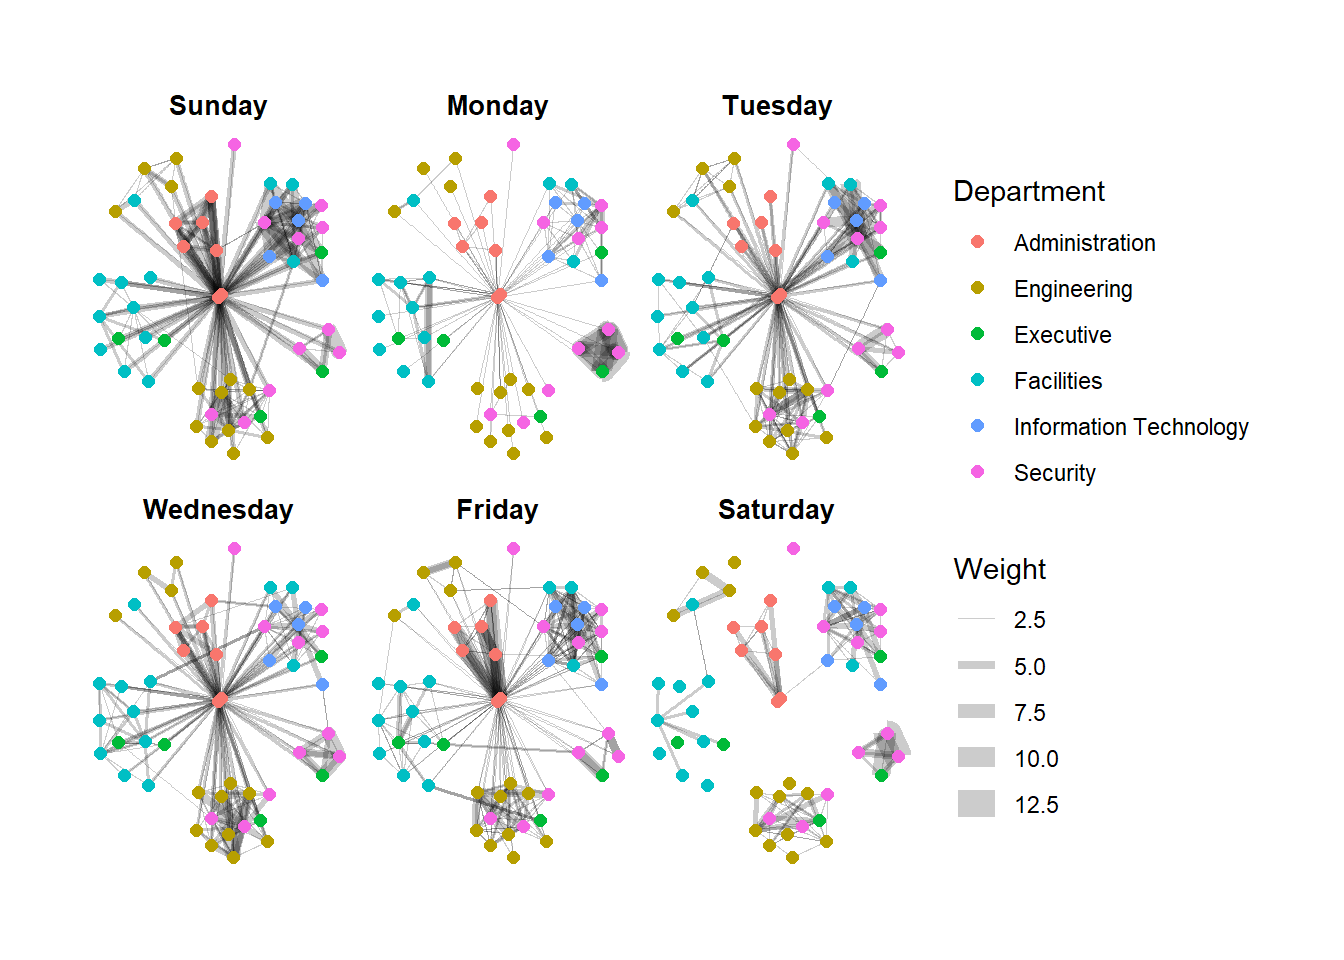 Sunday
Monday
Tuesday
Wednesday
Friday
Saturday
Department
Administration
Engineering
Executive
Facilities
Information Technology
Security
Weight
2.5
5.0
7.5
10.0
12.5